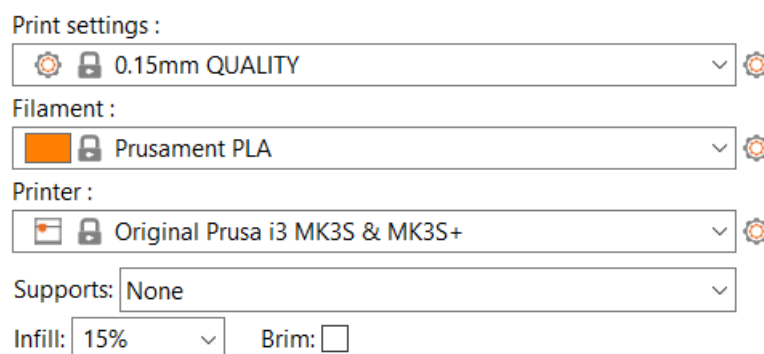 Print settings :
0.15mm QUALITY
Filament :
Prusament PLA
Printer :
Original Prusa i3 MK3S & MK3S+
Supports: None
Infill: 15% Brim: